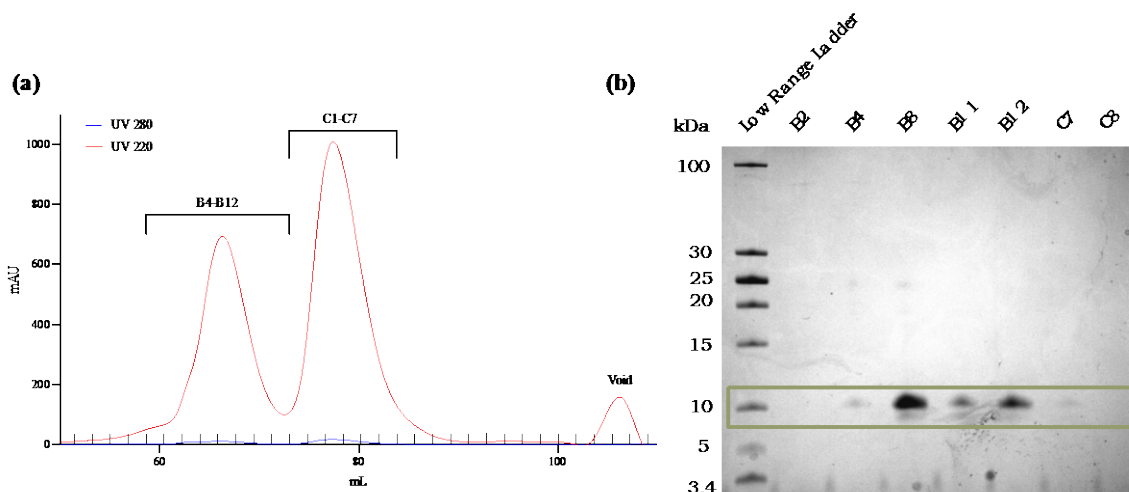 (a)
UV 280
UV 220
C1-C7
B4-B12
Void
1000
800
600
400
200
0
mAU
60
80
100
mL
(b)
Low Range Ladder
B2
B4
B8
B11
B12
C7
C8
kDa
100
30
25
20
15
10
5
3.4